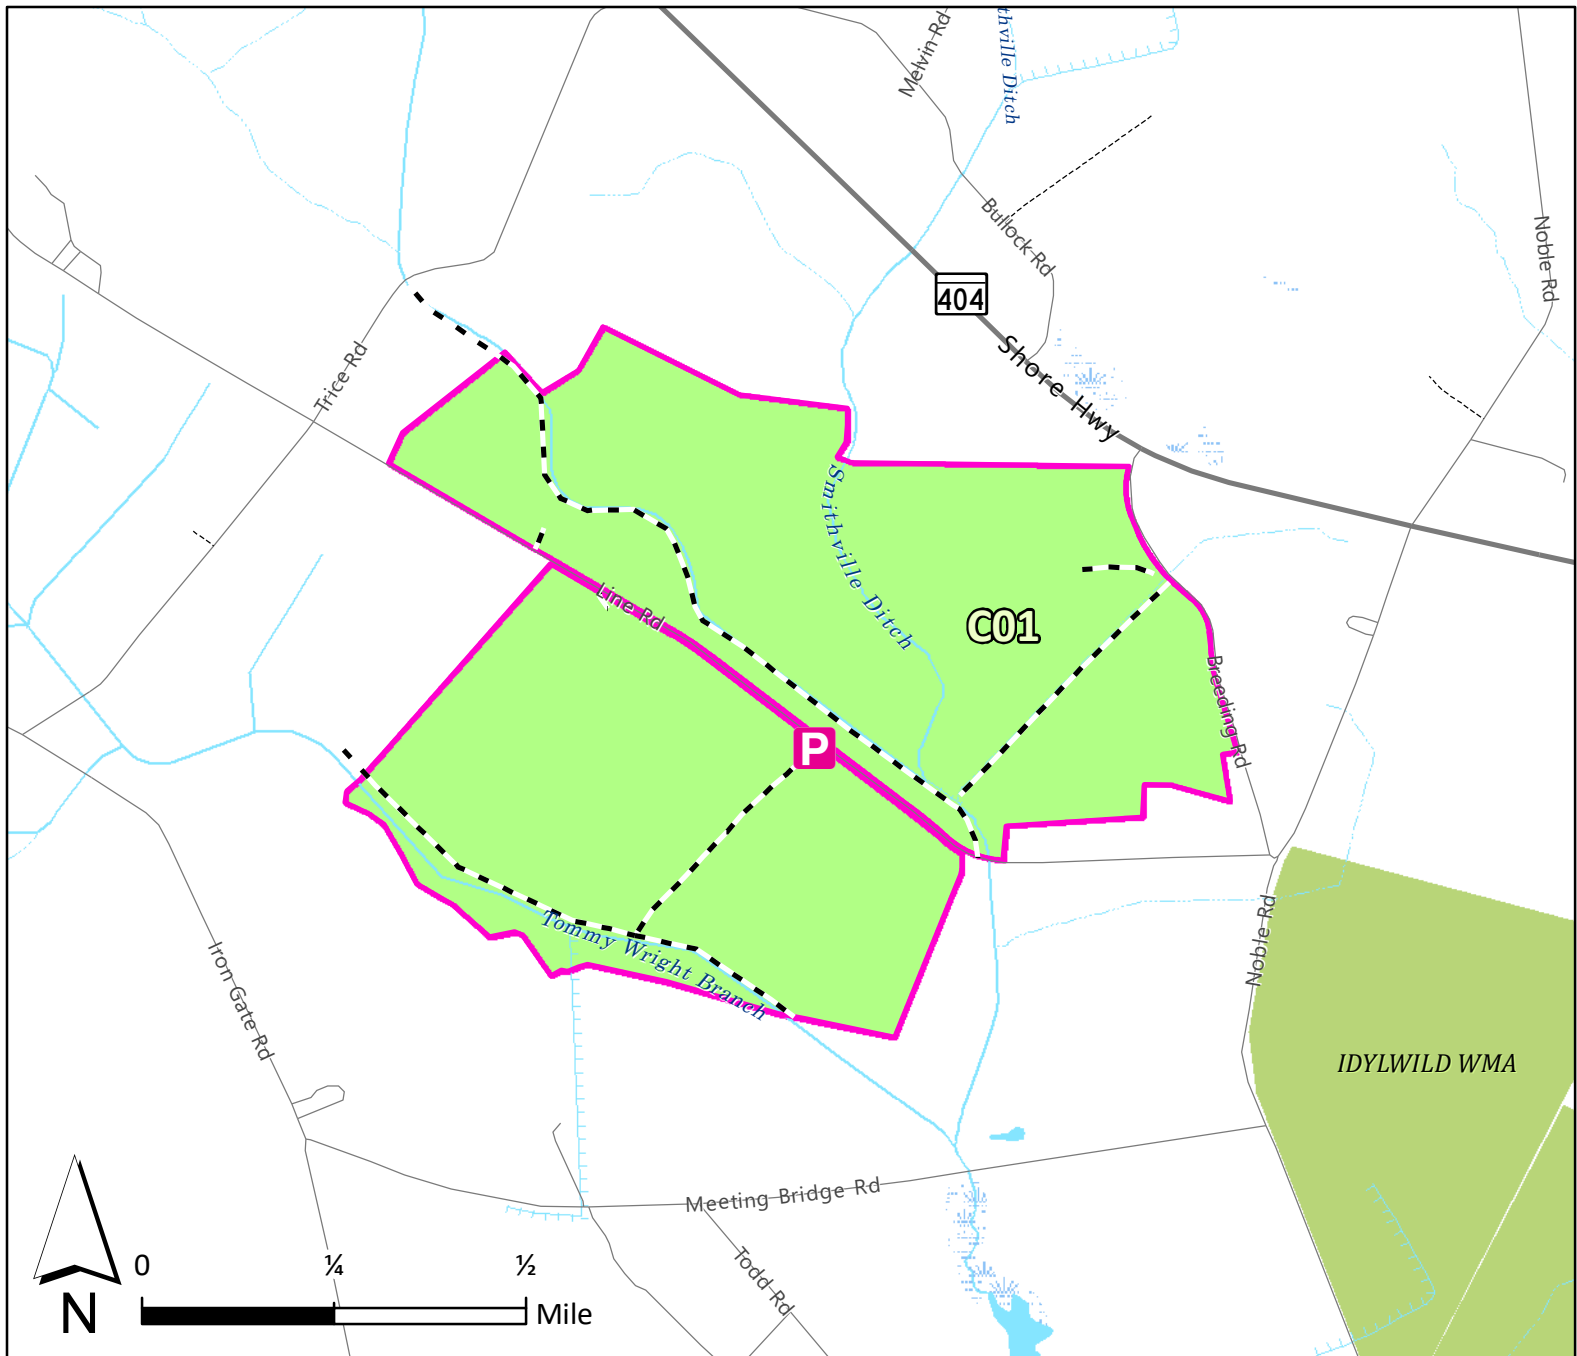 Melvin Rd
thville Ditch
Bullock Rd
Noble Rd
404
Shore Hwy
Trice Rd
Smithville Ditch
Line Rd
C01
Breeding Rd
P
Tommy Wright Branch
Iron Gate Rd
Noble Rd
IDYLWILD WMA
Meeting Bridge Rd
Todd Rd
N
0 ¼ ½
Mile